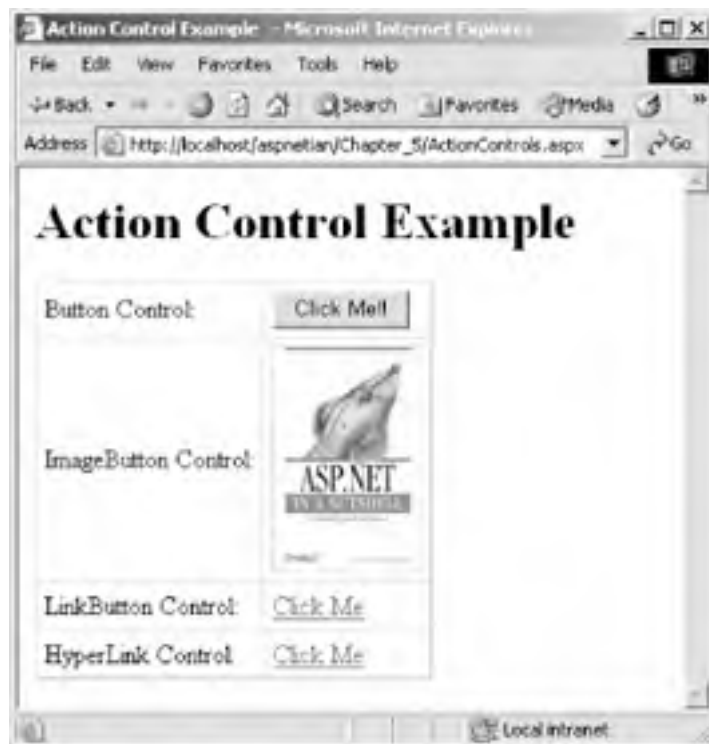 Action Control Example - Microsoft Internet Explorer
File Edit View Favorites Tools Help
Back Search Favorites Media »
Address http://localhost/aspnetian/Chapter_5/ActionControls.aspx Go
Action Control Example
Button Control: Click Me!!
ImageButton Control:
ASP.NET
IN A NUTSHELL
LinkButton Control: Click Me
HyperLink Control: Click Me
Local intranet